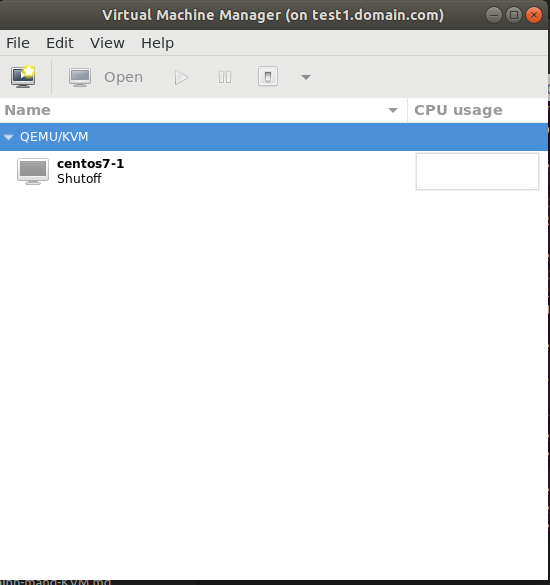 Virtual Machine Manager (on test1.domain.com)
File Edit View Help
Open
Name CPU usage
QEMU/KVM
centos7-1
Shutoff